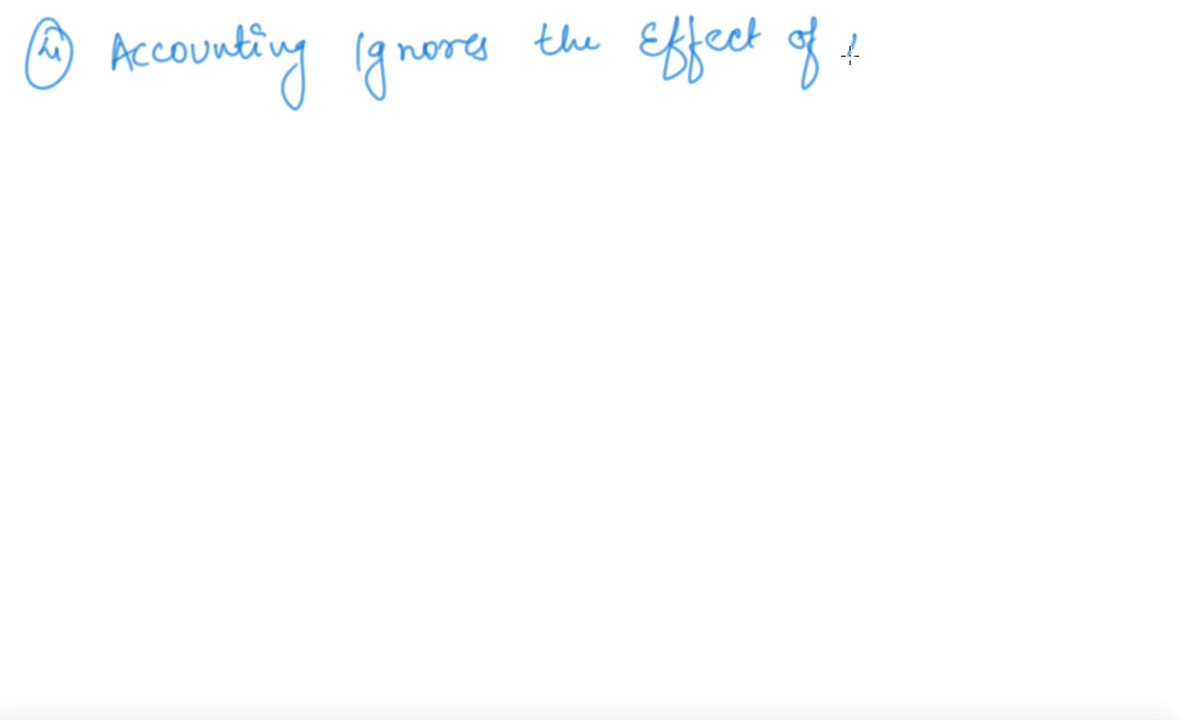 (ii) Accounting Ignores the Effect of